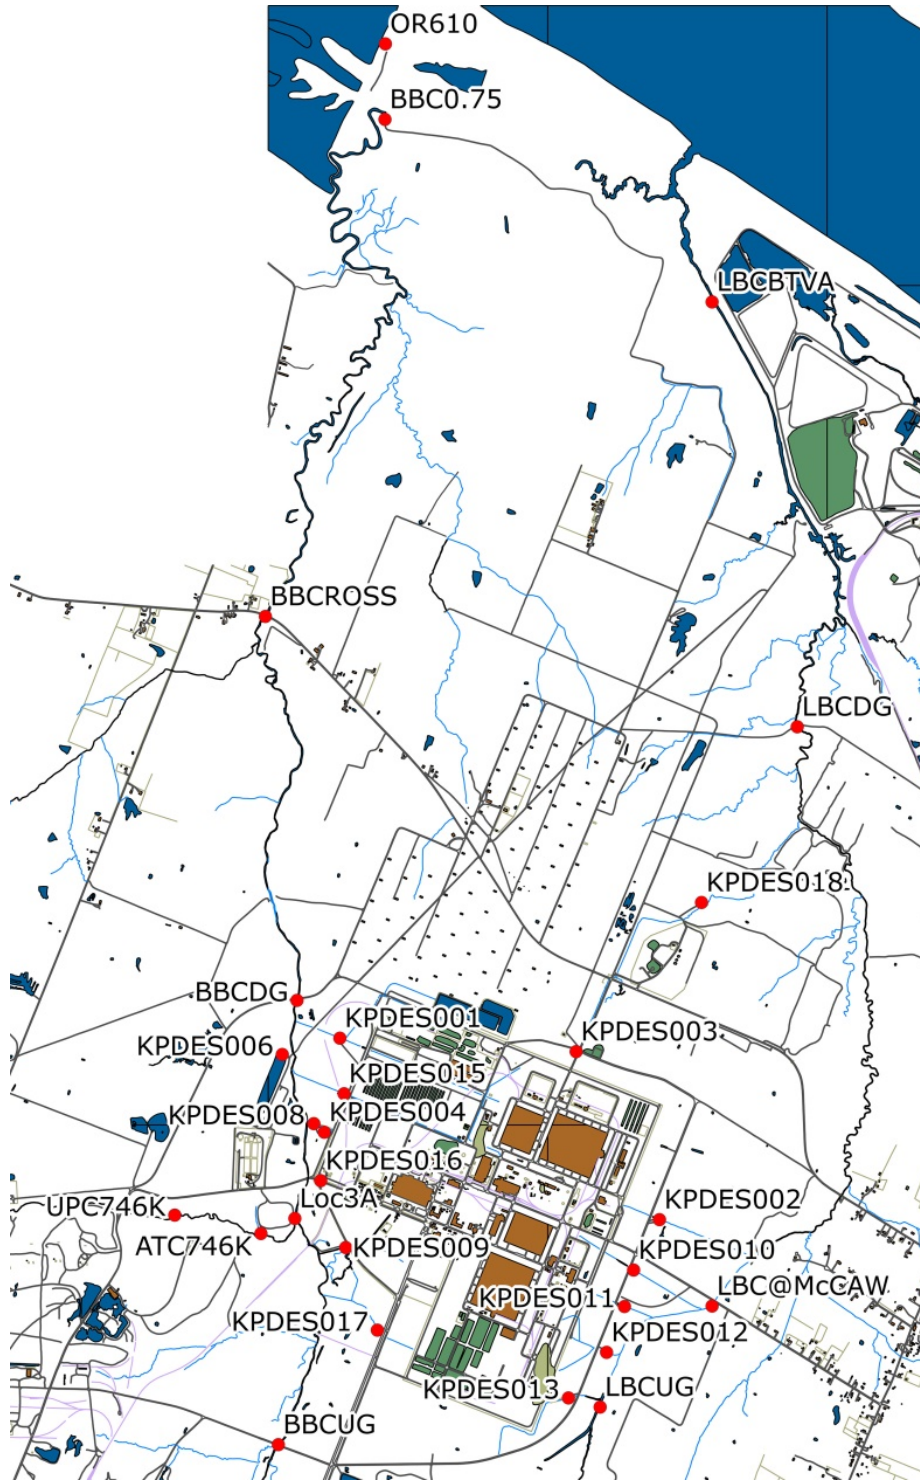 OR610
BBC0.75
LBCBTVA
BBCROSS
LBCDG
KPDES018
BBCDG
KPDES001
KPDES003
KPDES006
KPDES015
KPDES008
KPDES004
KPDES016
UPC746K
Loc3A
KPDES002
ATC746K
KPDES009
KPDES010
LBC@McCAW
KPDES011
KPDES017
KPDES012
KPDES013
LBCUG
BBCUG